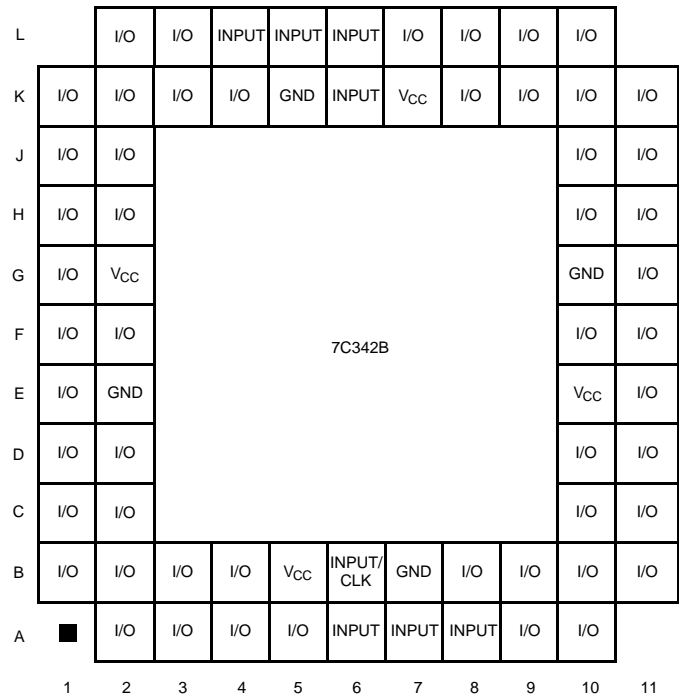 L I/O I/O INPUT INPUT INPUT I/O I/O I/O I/O
K I/O I/O I/O I/O GND INPUT VCC I/O I/O I/O I/O
J I/O I/O I/O I/O
H I/O I/O I/O I/O
G I/O VCC GND I/O
F I/O I/O 7C342B I/O I/O
E I/O GND VCC I/O
D I/O I/O I/O I/O
C I/O I/O I/O I/O
B I/O I/O I/O I/O VCC INPUT/CLK GND I/O I/O I/O I/O
A I/O I/O I/O I/O INPUT INPUT INPUT I/O I/O
1 2 3 4 5 6 7 8 9 10 11